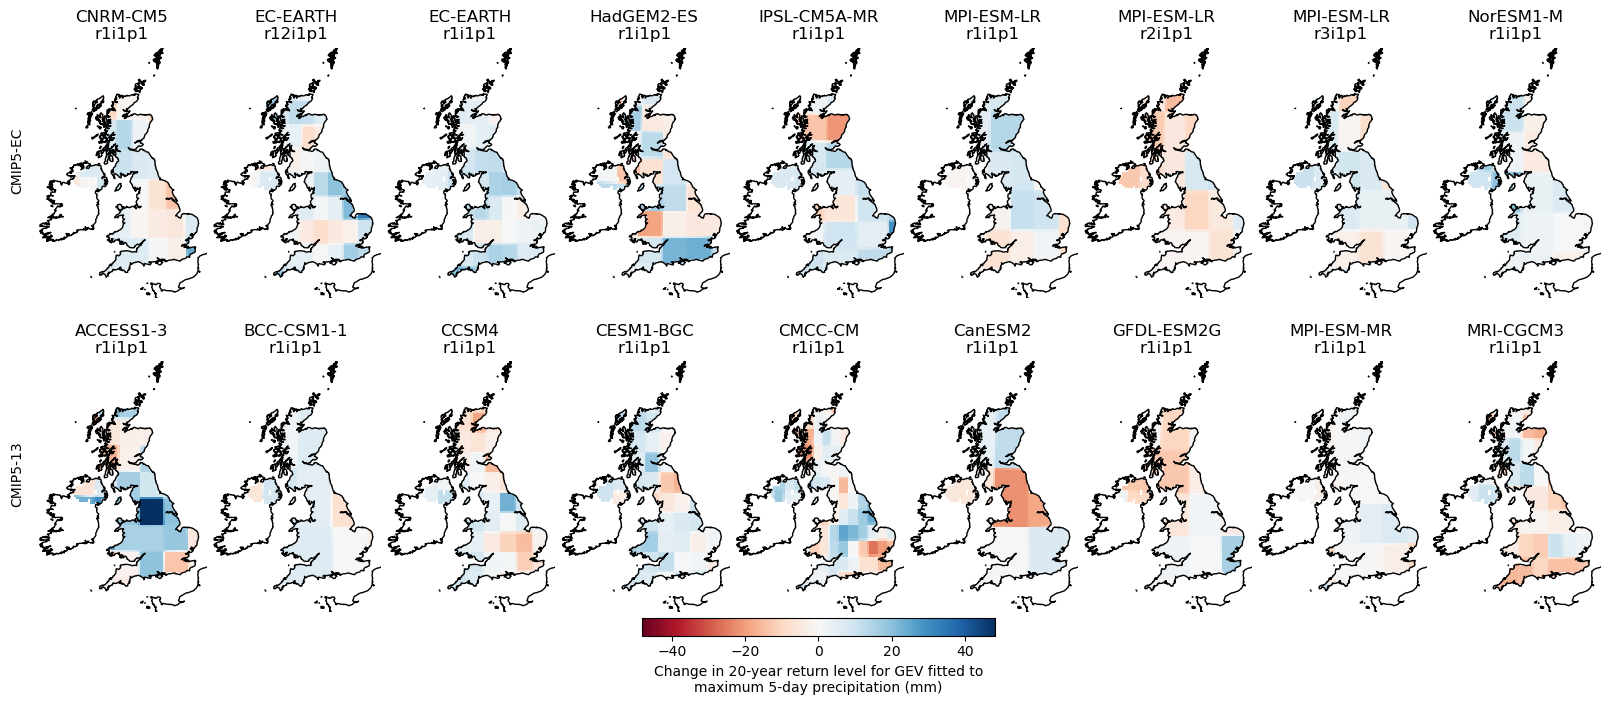 CNRM-CM5
r1i1p1
EC-EARTH
r12i1p1
EC-EARTH
r1i1p1
HadGEM2-ES
r1i1p1
IPSL-CM5A-MR
r1i1p1
MPI-ESM-LR
r1i1p1
MPI-ESM-LR
r2i1p1
MPI-ESM-LR
r3i1p1
NorESM1-M
r1i1p1
CMIP5-EC
ACCESS1-3
r1i1p1
BCC-CSM1-1
r1i1p1
CCSM4
r1i1p1
CESM1-BGC
r1i1p1
CMCC-CM
r1i1p1
CanESM2
r1i1p1
GFDL-ESM2G
r1i1p1
MPI-ESM-MR
r1i1p1
MRI-CGCM3
r1i1p1
CMIP5-13
−40 −20 0 20 40
Change in 20-year return level for GEV fitted to
maximum 5-day precipitation (mm)